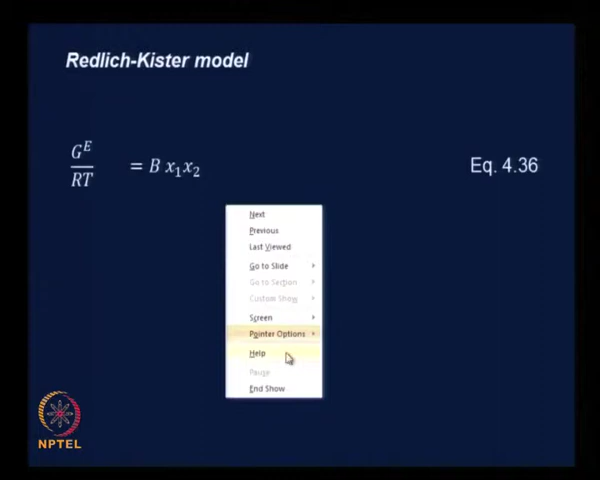 Redlich-Kister model
G^E/RT = B x₁x₂ Eq. 4.36
Next
Previous
Last Viewed
Go to Slide
Go to Section
Custom Show
Screen
Pointer Options
Help
Pause
End Show
NPTEL